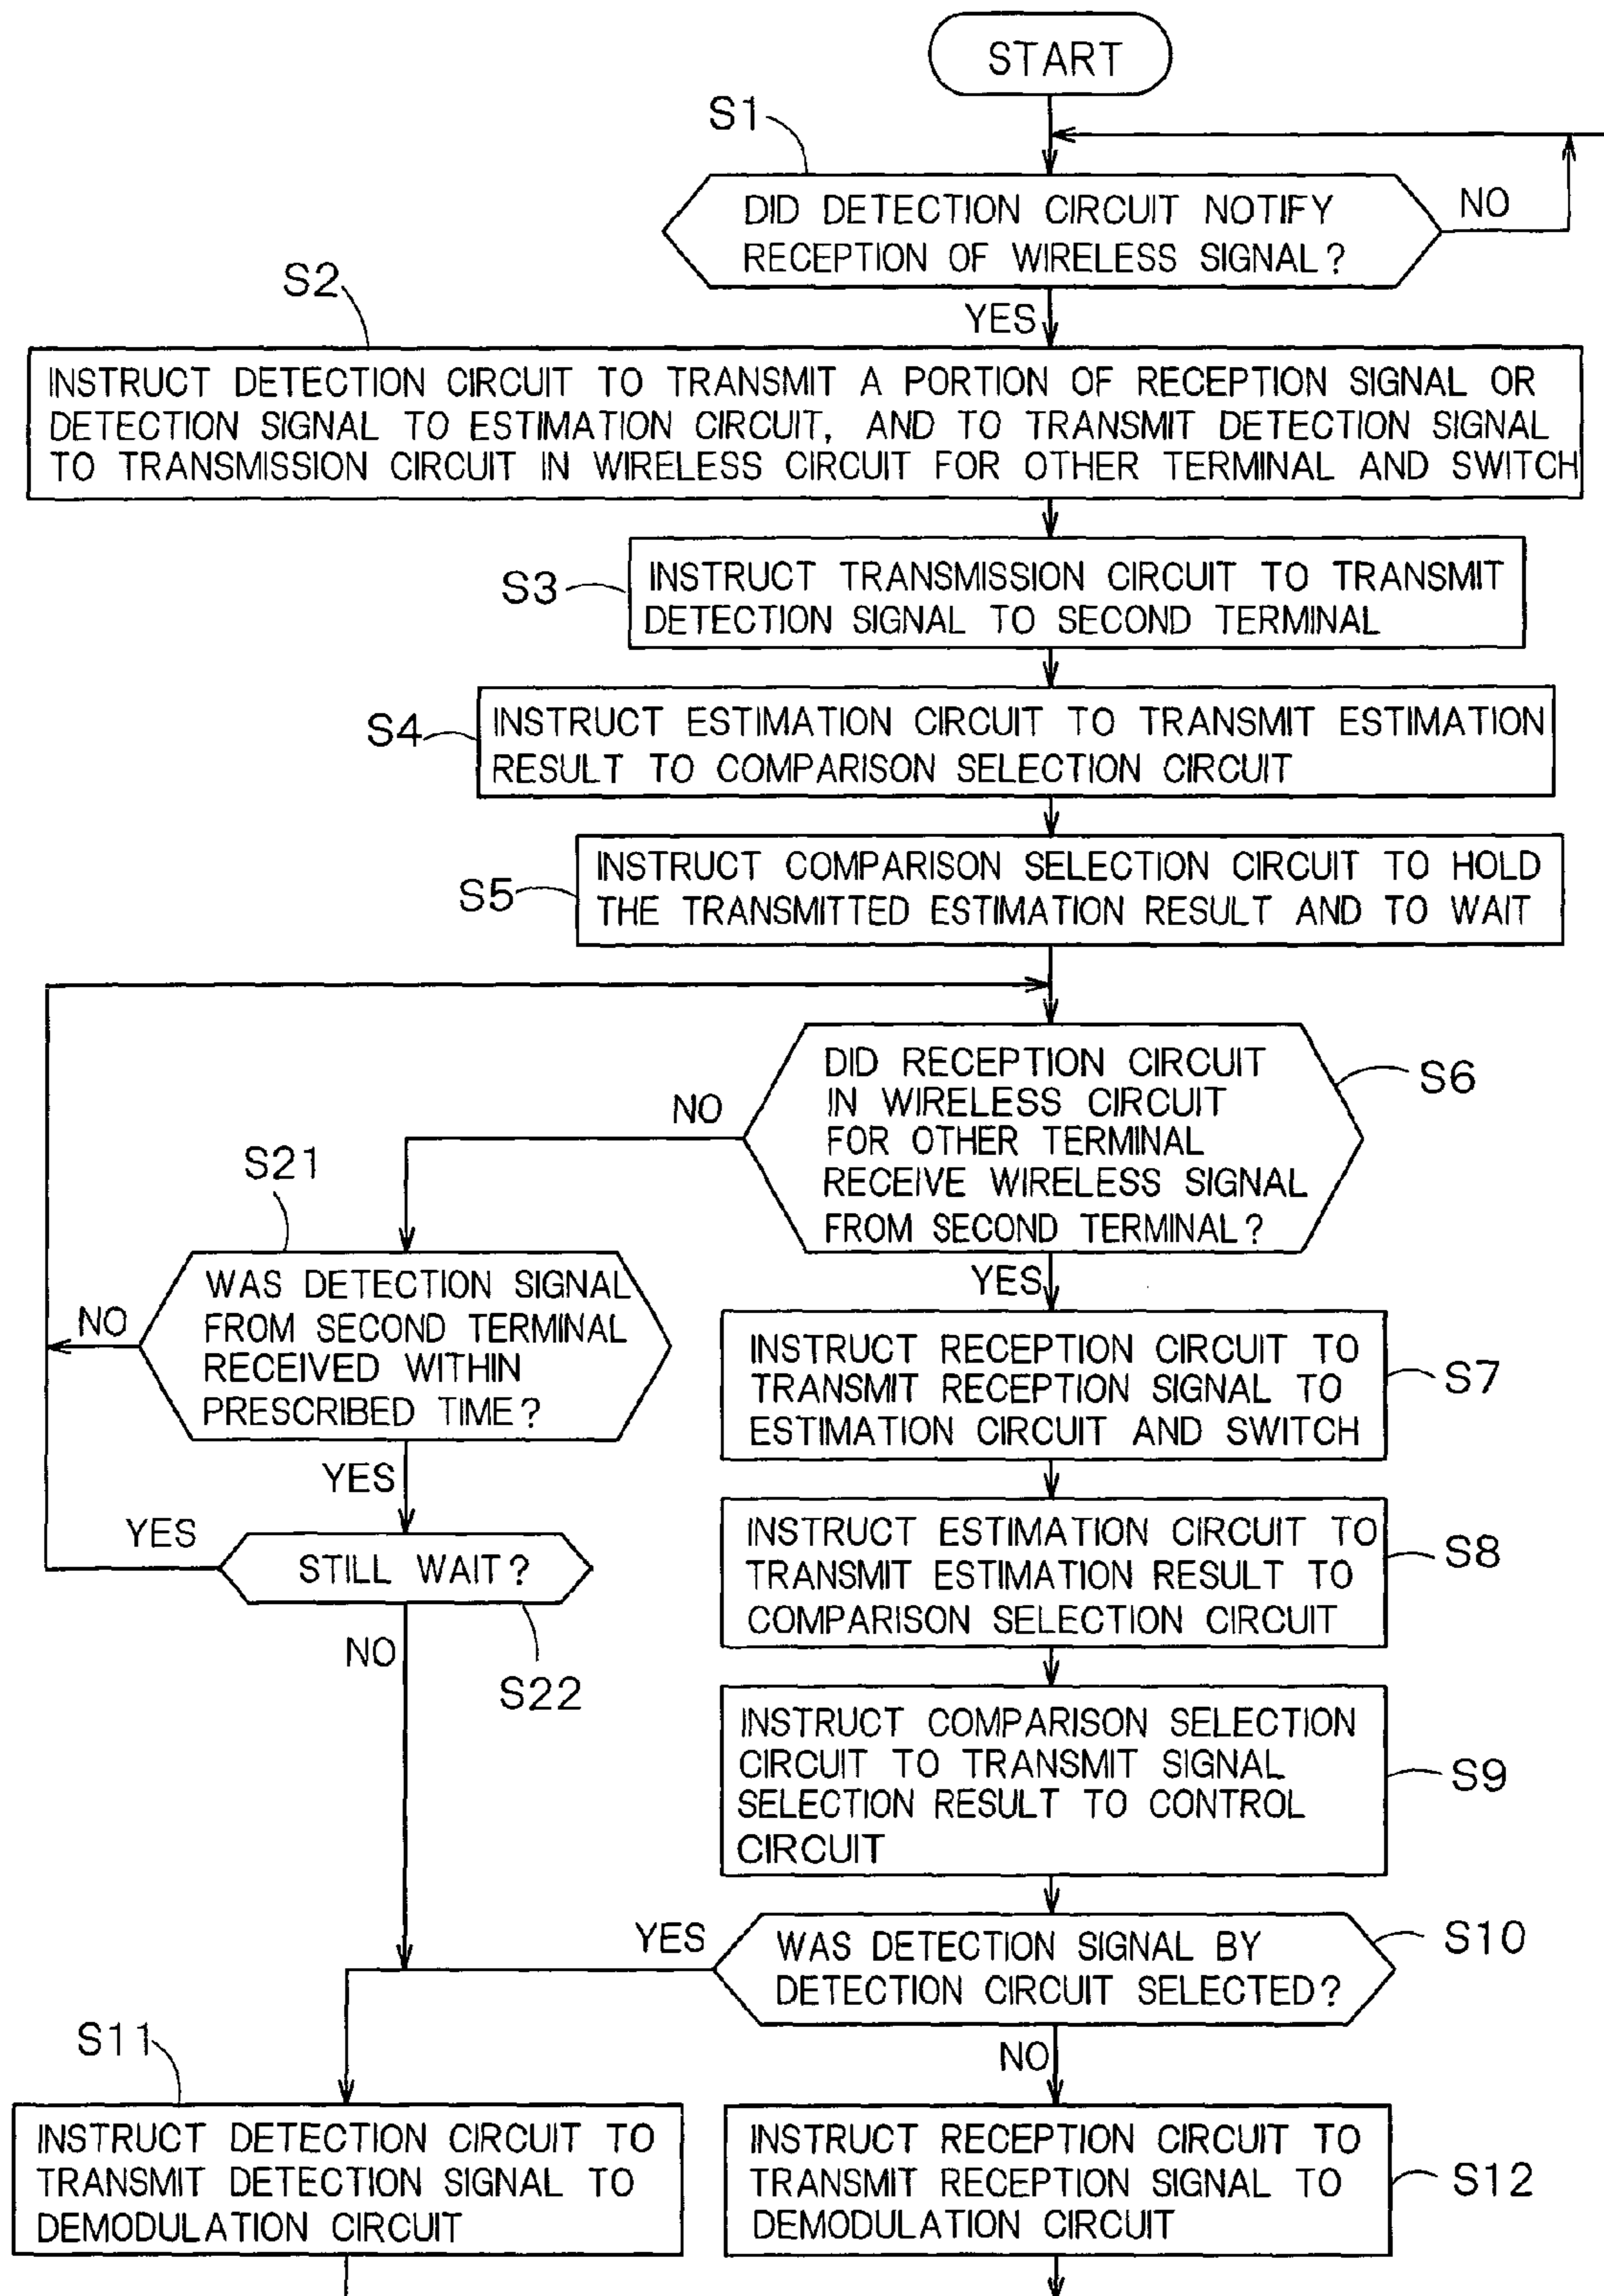 START
S1
DID DETECTION CIRCUIT NOTIFY
RECEPTION OF WIRELESS SIGNAL?
NO
YES
S2
INSTRUCT DETECTION CIRCUIT TO TRANSMIT A PORTION OF RECEPTION SIGNAL OR
DETECTION SIGNAL TO ESTIMATION CIRCUIT, AND TO TRANSMIT DETECTION SIGNAL
TO TRANSMISSION CIRCUIT IN WIRELESS CIRCUIT FOR OTHER TERMINAL AND SWITCH
S3
INSTRUCT TRANSMISSION CIRCUIT TO TRANSMIT
DETECTION SIGNAL TO SECOND TERMINAL
S4
INSTRUCT ESTIMATION CIRCUIT TO TRANSMIT ESTIMATION
RESULT TO COMPARISON SELECTION CIRCUIT
S5
INSTRUCT COMPARISON SELECTION CIRCUIT TO HOLD
THE TRANSMITTED ESTIMATION RESULT AND TO WAIT
DID RECEPTION CIRCUIT
IN WIRELESS CIRCUIT
FOR OTHER TERMINAL
RECEIVE WIRELESS SIGNAL
FROM SECOND TERMINAL?
S6
NO
YES
S21
WAS DETECTION SIGNAL
FROM SECOND TERMINAL
RECEIVED WITHIN
PRESCRIBED TIME?
NO
YES
STILL WAIT?
YES
NO
S22
INSTRUCT RECEPTION CIRCUIT TO
TRANSMIT RECEPTION SIGNAL TO
ESTIMATION CIRCUIT AND SWITCH
S7
INSTRUCT ESTIMATION CIRCUIT TO
TRANSMIT ESTIMATION RESULT TO
COMPARISON SELECTION CIRCUIT
S8
INSTRUCT COMPARISON SELECTION
CIRCUIT TO TRANSMIT SIGNAL
SELECTION RESULT TO CONTROL
CIRCUIT
S9
YES
WAS DETECTION SIGNAL BY
DETECTION CIRCUIT SELECTED?
S10
NO
S11
INSTRUCT DETECTION CIRCUIT TO
TRANSMIT DETECTION SIGNAL TO
DEMODULATION CIRCUIT
INSTRUCT RECEPTION CIRCUIT TO
TRANSMIT RECEPTION SIGNAL TO
DEMODULATION CIRCUIT
S12